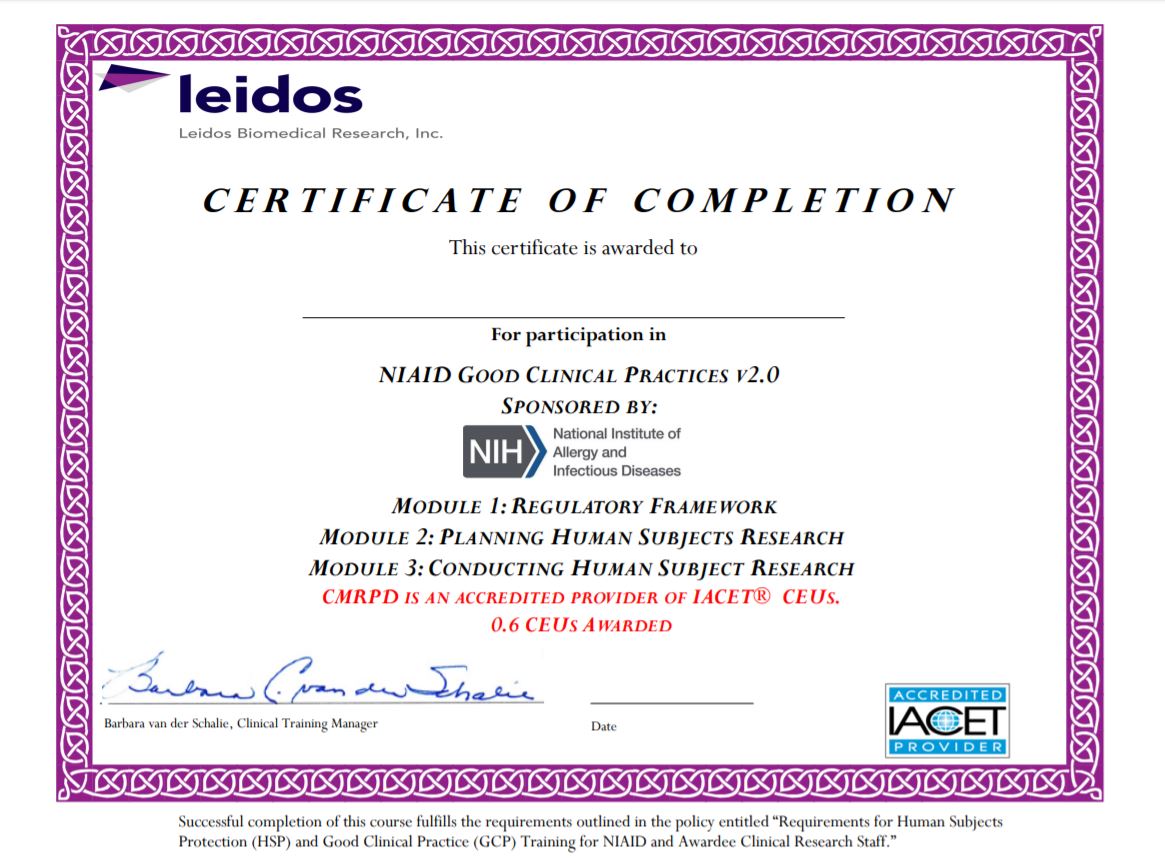 leidos
Leidos Biomedical Research, Inc.
CERTIFICATE OF COMPLETION
This certificate is awarded to
For participation in
NIAID GOOD CLINICAL PRACTICES V2.0
SPONSORED BY:
NIH
National Institute of
Allergy and
Infectious Diseases
MODULE 1: REGULATORY FRAMEWORK
MODULE 2: PLANNING HUMAN SUBJECTS RESEARCH
MODULE 3: CONDUCTING HUMAN SUBJECT RESEARCH
CMRPD IS AN ACCREDITED PROVIDER OF IACET® CEUS.
0.6 CEUS AWARDED
Barbara C. van der Schalie
Barbara van der Schalie, Clinical Training Manager
Date
ACCREDITED
IACET
PROVIDER
Successful completion of this course fulfills the requirements outlined in the policy entitled “Requirements for Human Subjects
Protection (HSP) and Good Clinical Practice (GCP) Training for NIAID and Awardee Clinical Research Staff.”